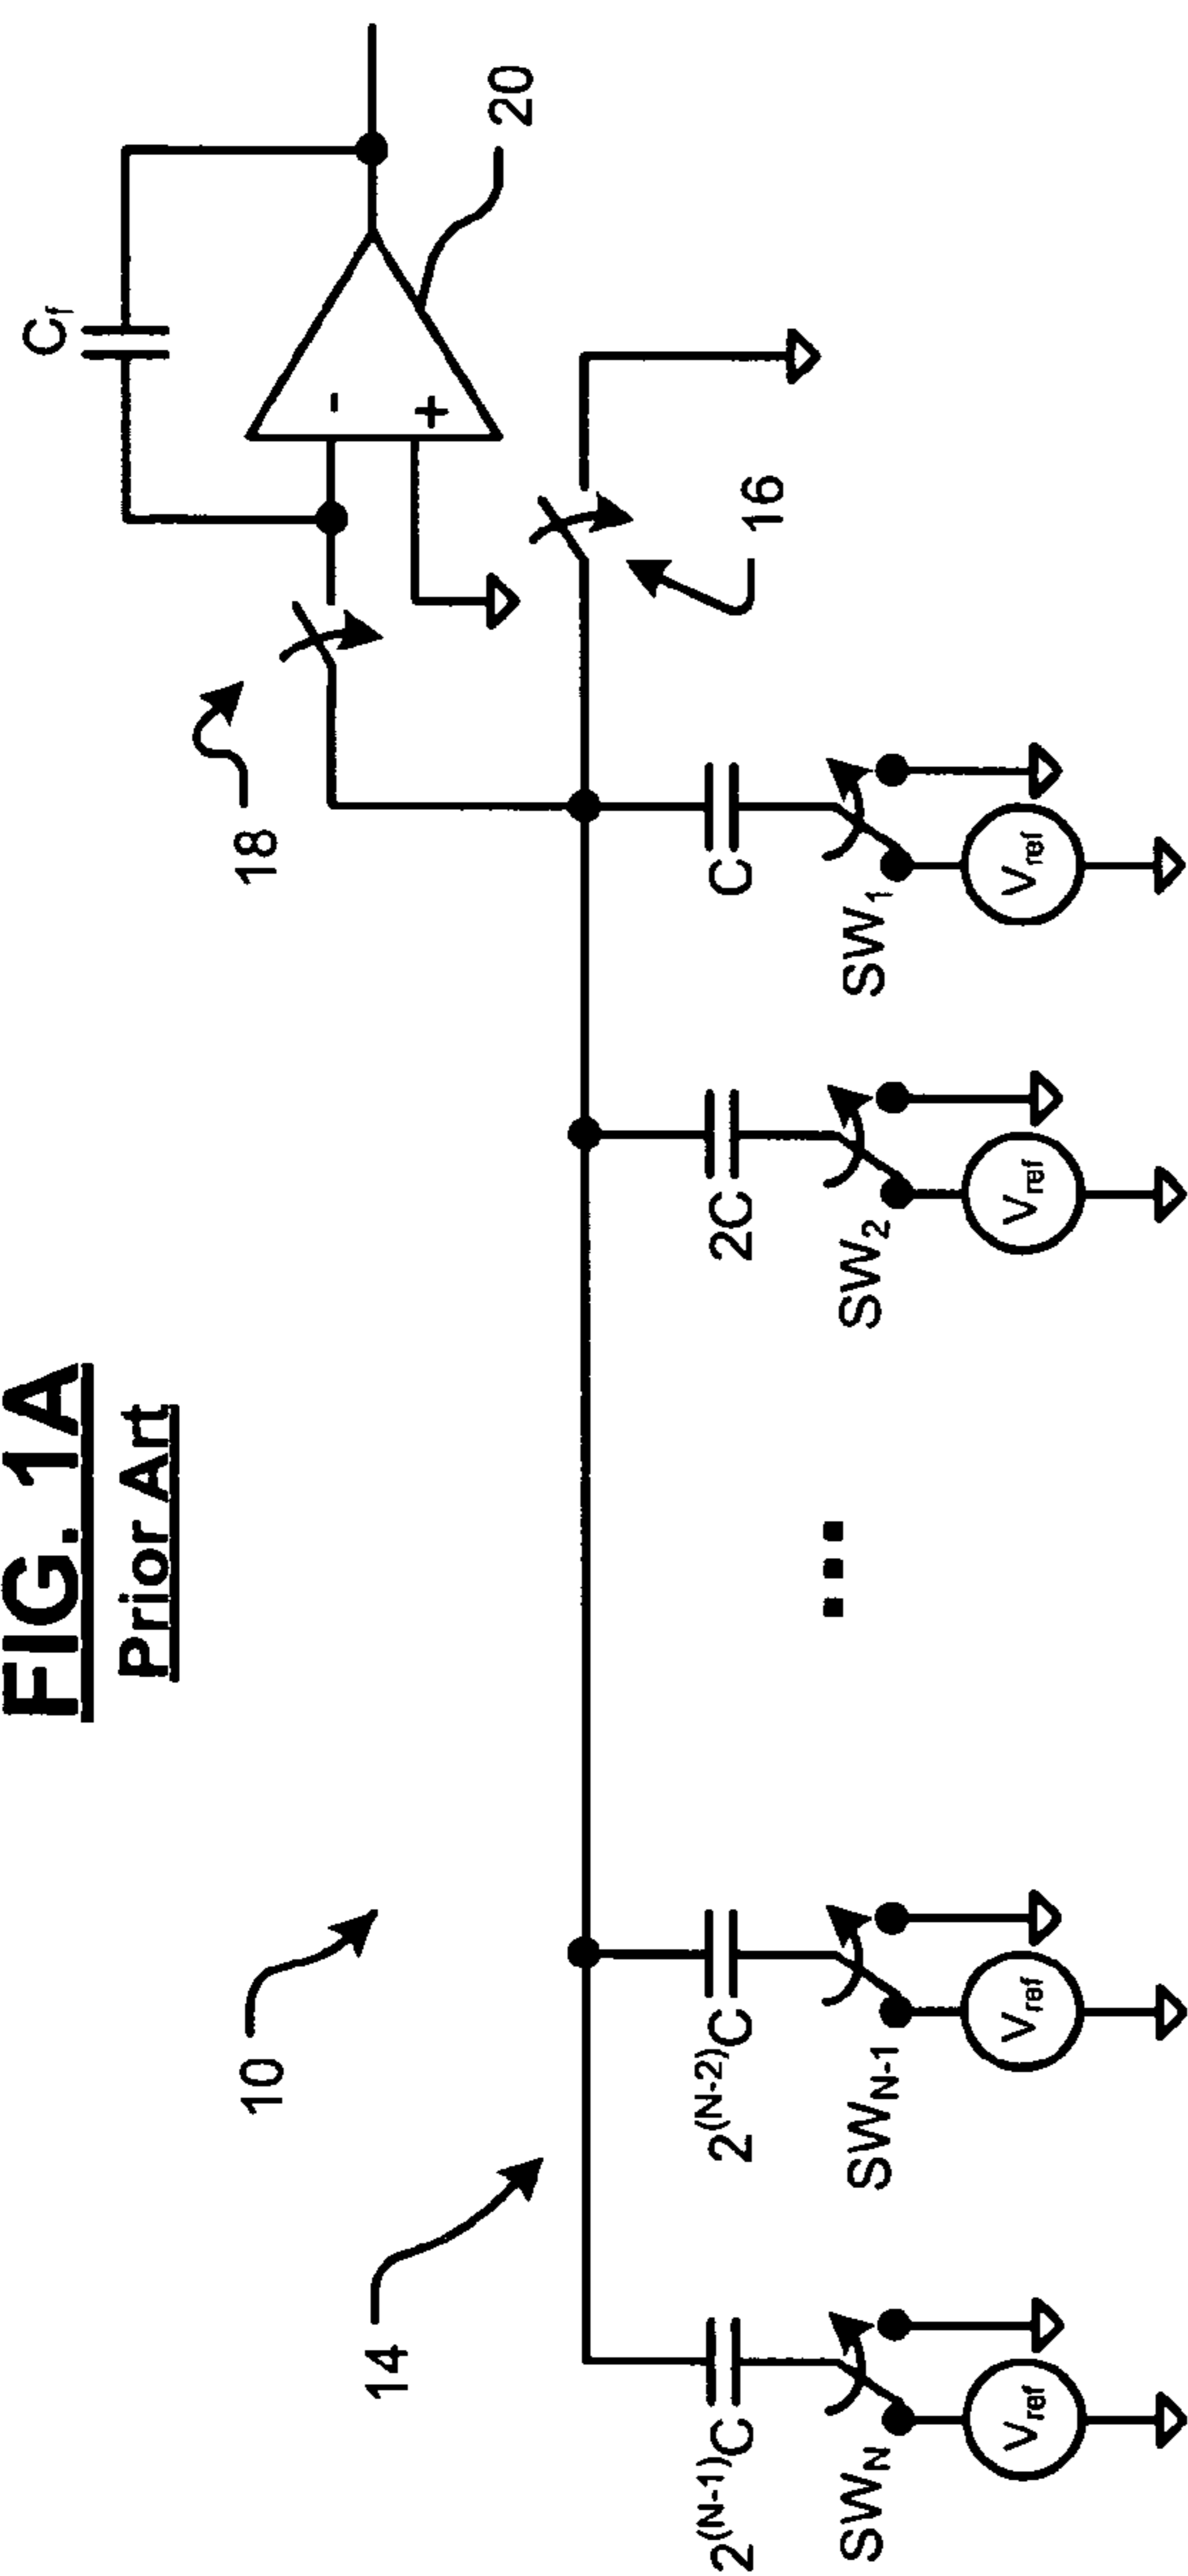 FIG. 1A
Prior Art
C_f
-
+
20
18
16
10
14
2^(N-1)C
2^(N-2)C
...
2C
C
SW_N
SW_N-1
SW_2
SW_1
V_ref
V_ref
V_ref
V_ref